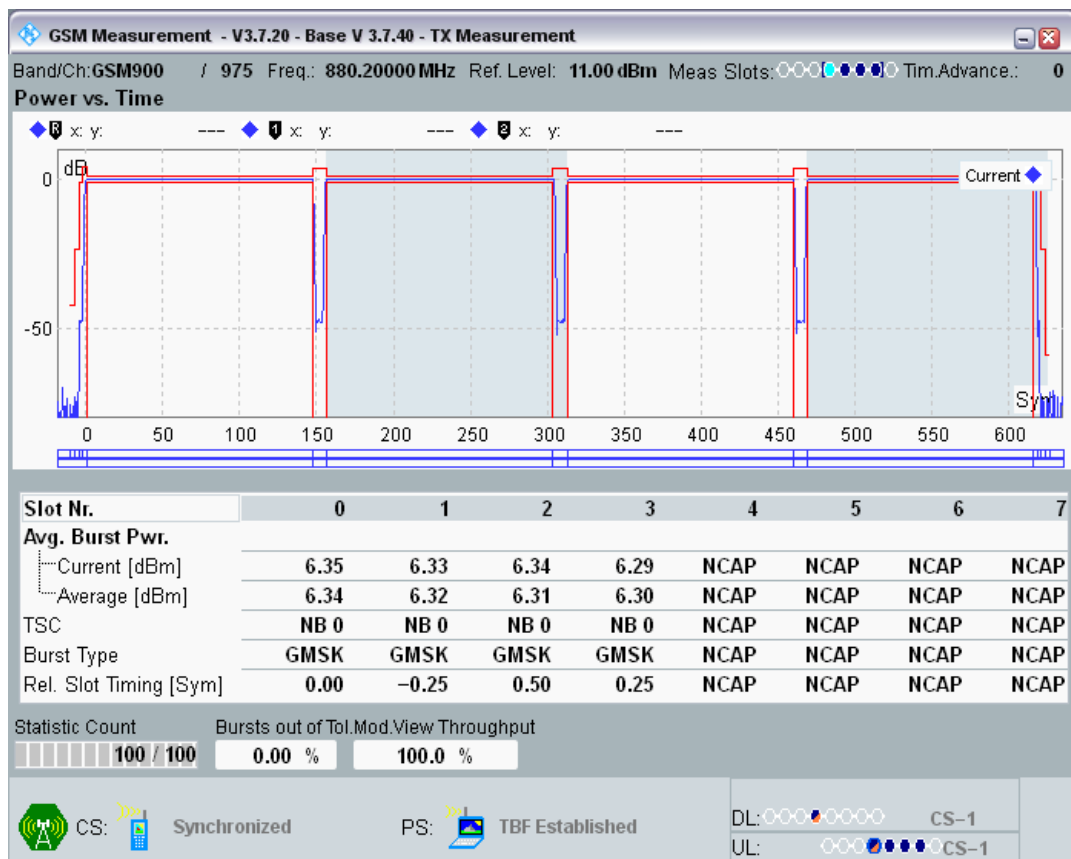 GSM Measurement - V3.7.20 - Base V 3.7.40 - TX Measurement
Band/Ch:GSM900 / 975 Freq.: 880.20000 MHz Ref. Level: 11.00 dBm Meas Slots: Tim.Advance.: 0
Power vs. Time
R x: y: --- 1 x: y: --- 2 x: y: ---
dB
0
Current
-50
Sym
0 50 100 150 200 250 300 350 400 450 500 550 600
Slot Nr. 0 1 2 3 4 5 6 7
Avg. Burst Pwr.
Current [dBm] 6.35 6.33 6.34 6.29 NCAP NCAP NCAP NCAP
Average [dBm] 6.34 6.32 6.31 6.30 NCAP NCAP NCAP NCAP
TSC NB 0 NB 0 NB 0 NB 0 NCAP NCAP NCAP NCAP
Burst Type GMSK GMSK GMSK GMSK NCAP NCAP NCAP NCAP
Rel. Slot Timing [Sym] 0.00 −0.25 0.50 0.25 NCAP NCAP NCAP NCAP
Statistic Count Bursts out of Tol. Mod.View Throughput
100 / 100 0.00 % 100.0 %
CS: Synchronized PS: TBF Established DL: CS−1
UL: CS−1